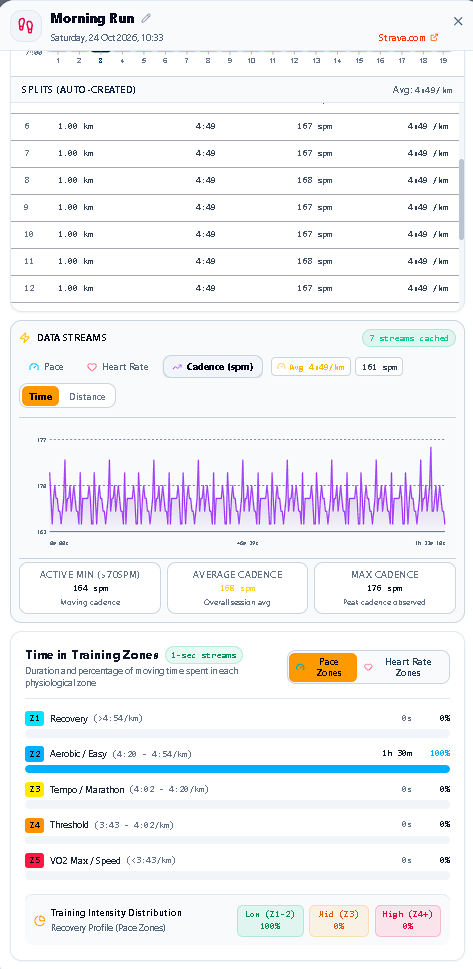 Morning Run
Saturday, 24 Oct 2026, 10:33
Strava.com
1 2 3 4 5 6 7 8 9 10 11 12 13 14 15 16 17 18 19
SPLITS (AUTO-CREATED) Avg: 4:49/km
6 1.00 km 4:49 167 spm 4:49 /km
7 1.00 km 4:49 167 spm 4:49 /km
8 1.00 km 4:49 168 spm 4:49 /km
9 1.00 km 4:49 167 spm 4:49 /km
10 1.00 km 4:49 167 spm 4:49 /km
11 1.00 km 4:49 168 spm 4:49 /km
12 1.00 km 4:49 167 spm 4:49 /km
DATA STREAMS 7 streams cached
Pace Heart Rate Cadence (spm) Avg 4:49/km 161 spm
Time Distance
177
170
163
ACTIVE MIN (>70SPM) AVERAGE CADENCE MAX CADENCE
164 spm 168 spm 176 spm
Moving cadence Overall session avg Peak cadence observed
Time in Training Zones 1-sec streams
Duration and percentage of moving time spent in each
physiological zone
Pace Zones
Heart Rate Zones
Z1 Recovery (>4:54/km) 0s 0%
Z2 Aerobic / Easy (4:20 - 4:54/km) 1h 30m 100%
Z3 Tempo / Marathon (4:02 - 4:20/km) 0s 0%
Z4 Threshold (3:43 - 4:02/km) 0s 0%
Z5 VO2 Max / Speed (<3:43/km) 0s 0%
Training Intensity Distribution
Recovery Profile (Pace Zones)
Low (Z1-2) Mid (Z3) High (Z4+)
100% 0% 0%